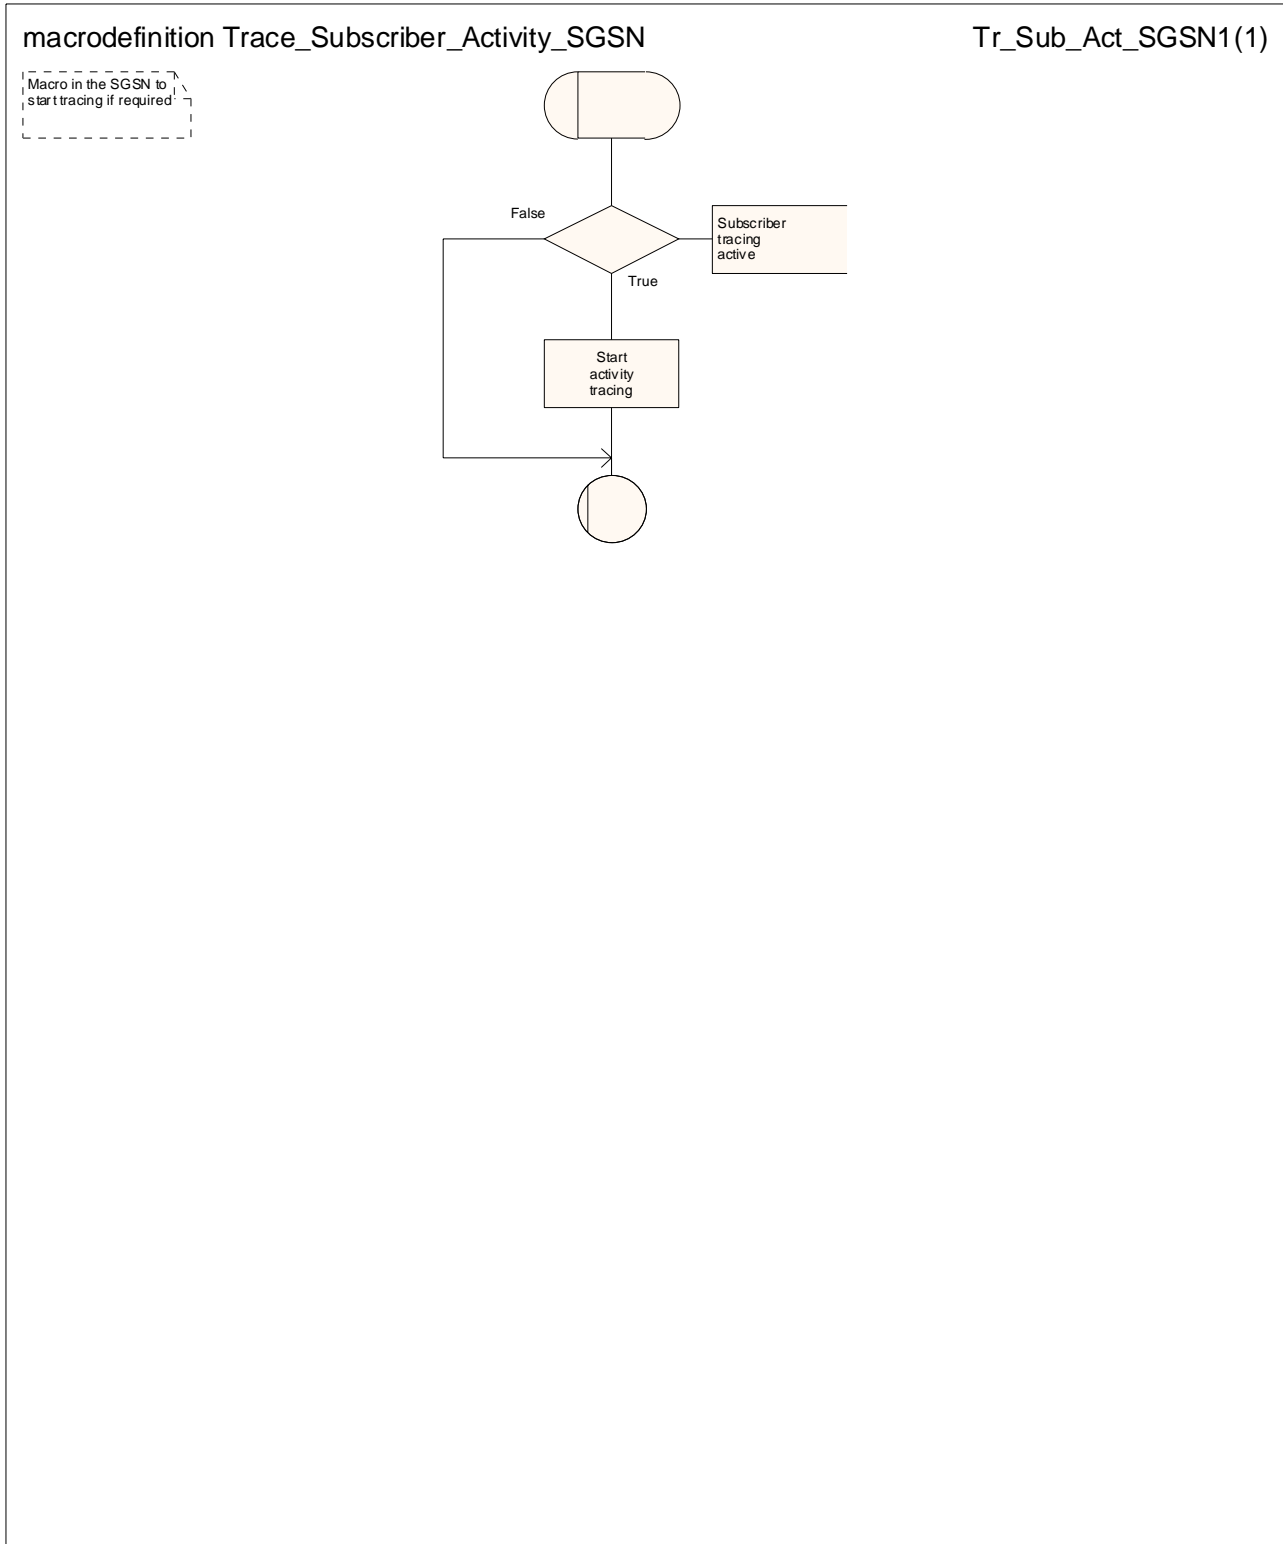 macrodefinition Trace_Subscriber_Activity_SGSN
Tr_Sub_Act_SGSN1(1)
Macro in the SGSN to
start tracing if required
False
Subscriber
tracing
active
True
Start
activity
tracing